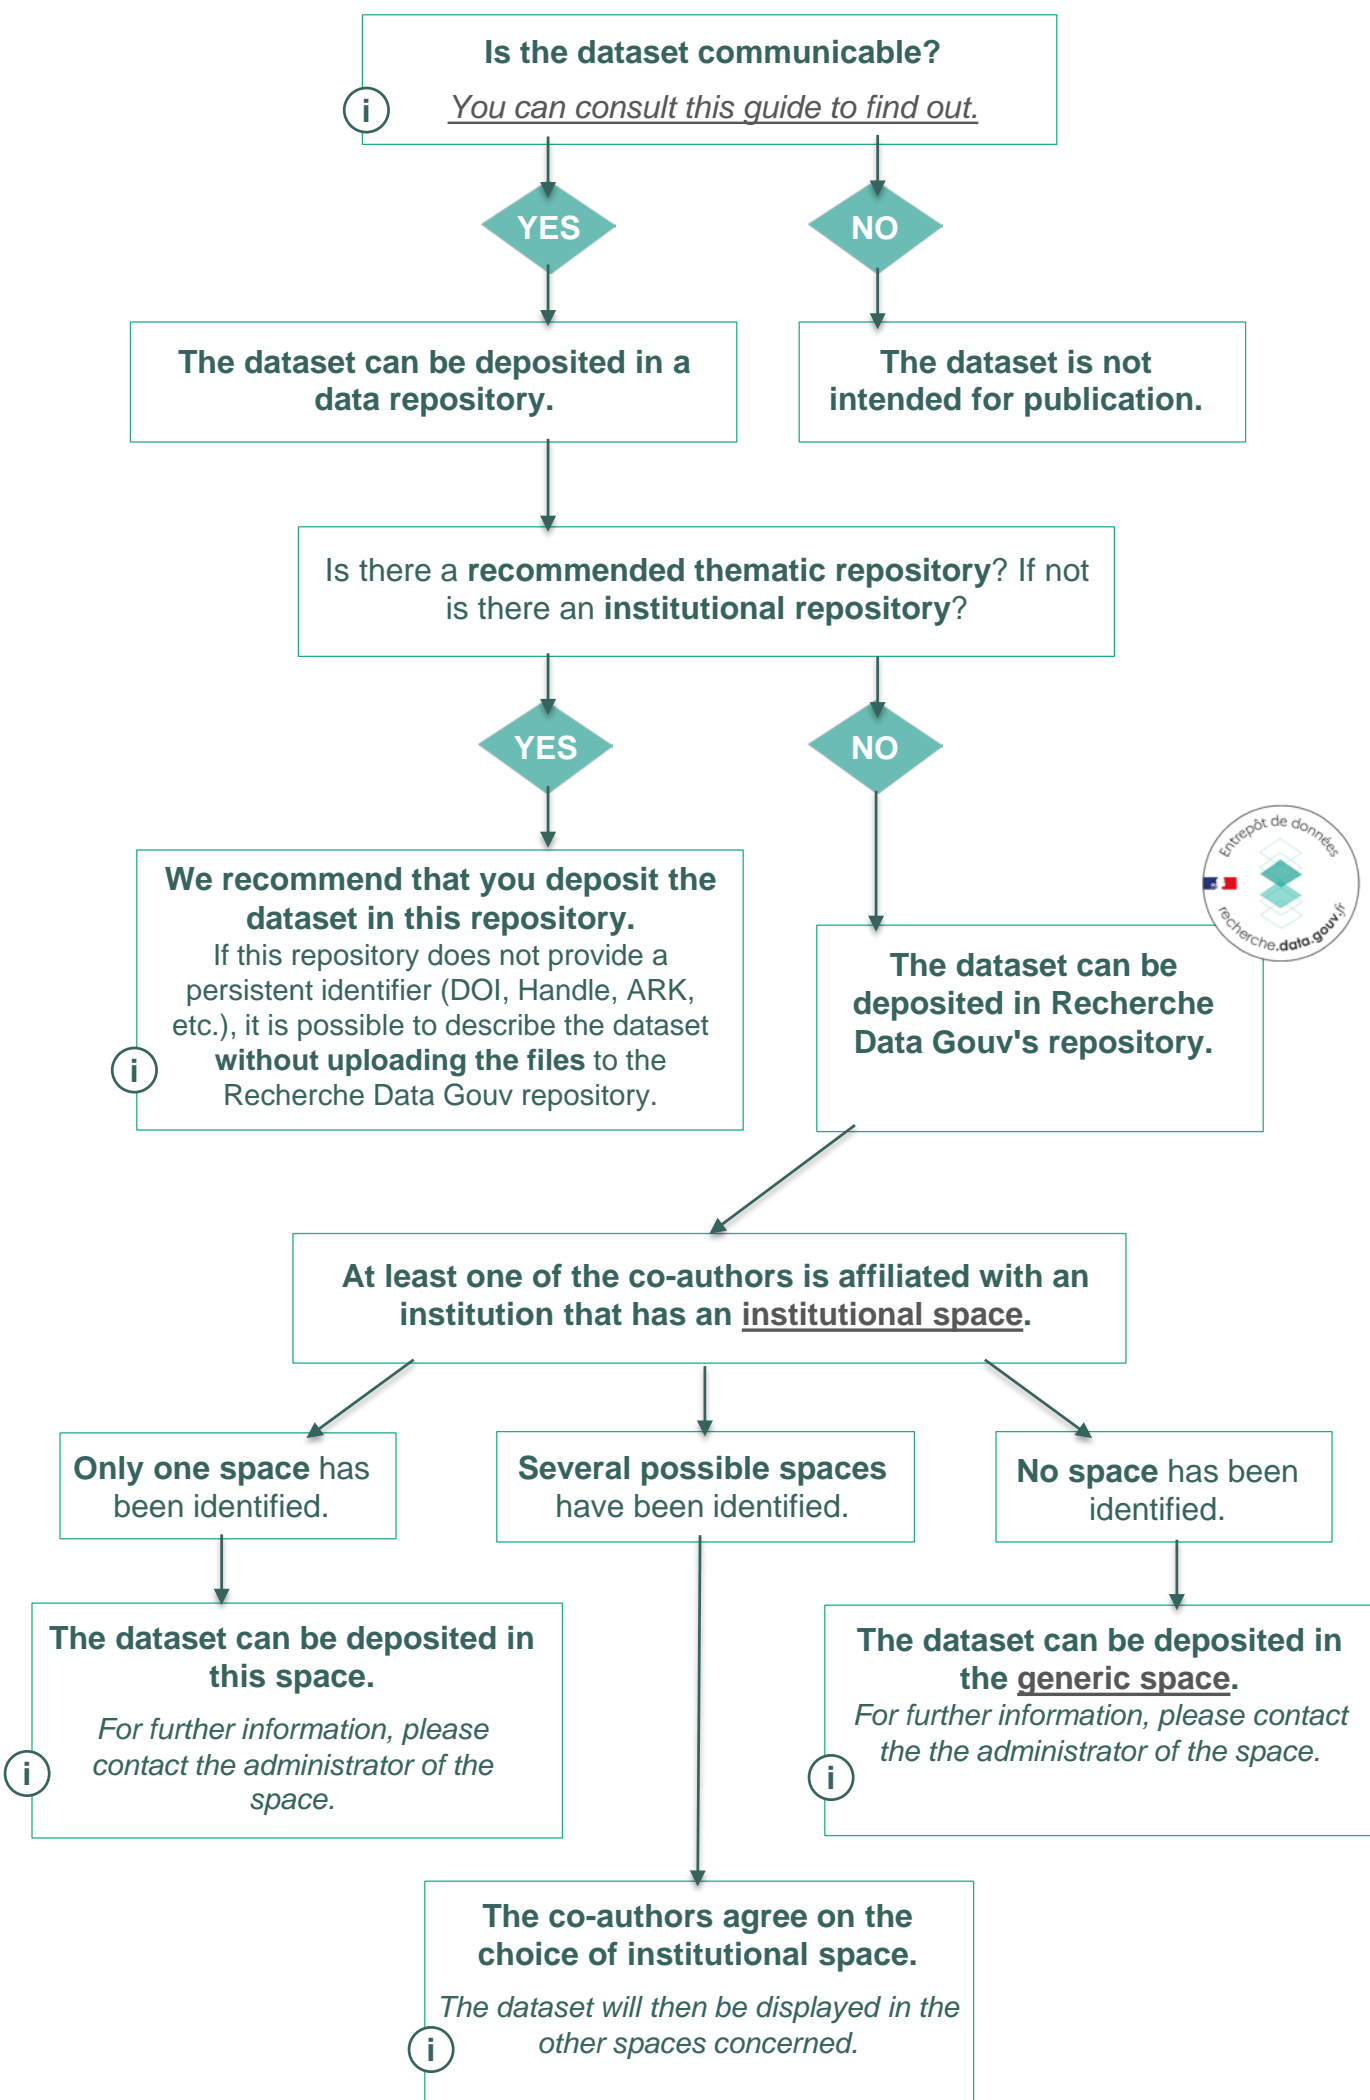 Is the dataset communicable?
i
You can consult this guide to find out.
YES
NO
The dataset can be deposited in a
data repository.
The dataset is not
intended for publication.
Is there a recommended thematic repository? If not
is there an institutional repository?
YES
NO
We recommend that you deposit the
dataset in this repository.
If this repository does not provide a
persistent identifier (DOI, Handle, ARK,
etc.), it is possible to describe the dataset
without uploading the files to the
Recherche Data Gouv repository.
i
Entrepôt de données
recherche.data.gouv.fr
The dataset can be
deposited in Recherche
Data Gouv's repository.
At least one of the co-authors is affiliated with an
institution that has an institutional space.
Only one space has
been identified.
Several possible spaces
have been identified.
No space has been
identified.
The dataset can be deposited in
this space.
For further information, please
contact the administrator of the
space.
i
The dataset can be deposited in
the generic space.
For further information, please contact
the the administrator of the space.
i
The co-authors agree on the
choice of institutional space.
The dataset will then be displayed in the
other spaces concerned.
i